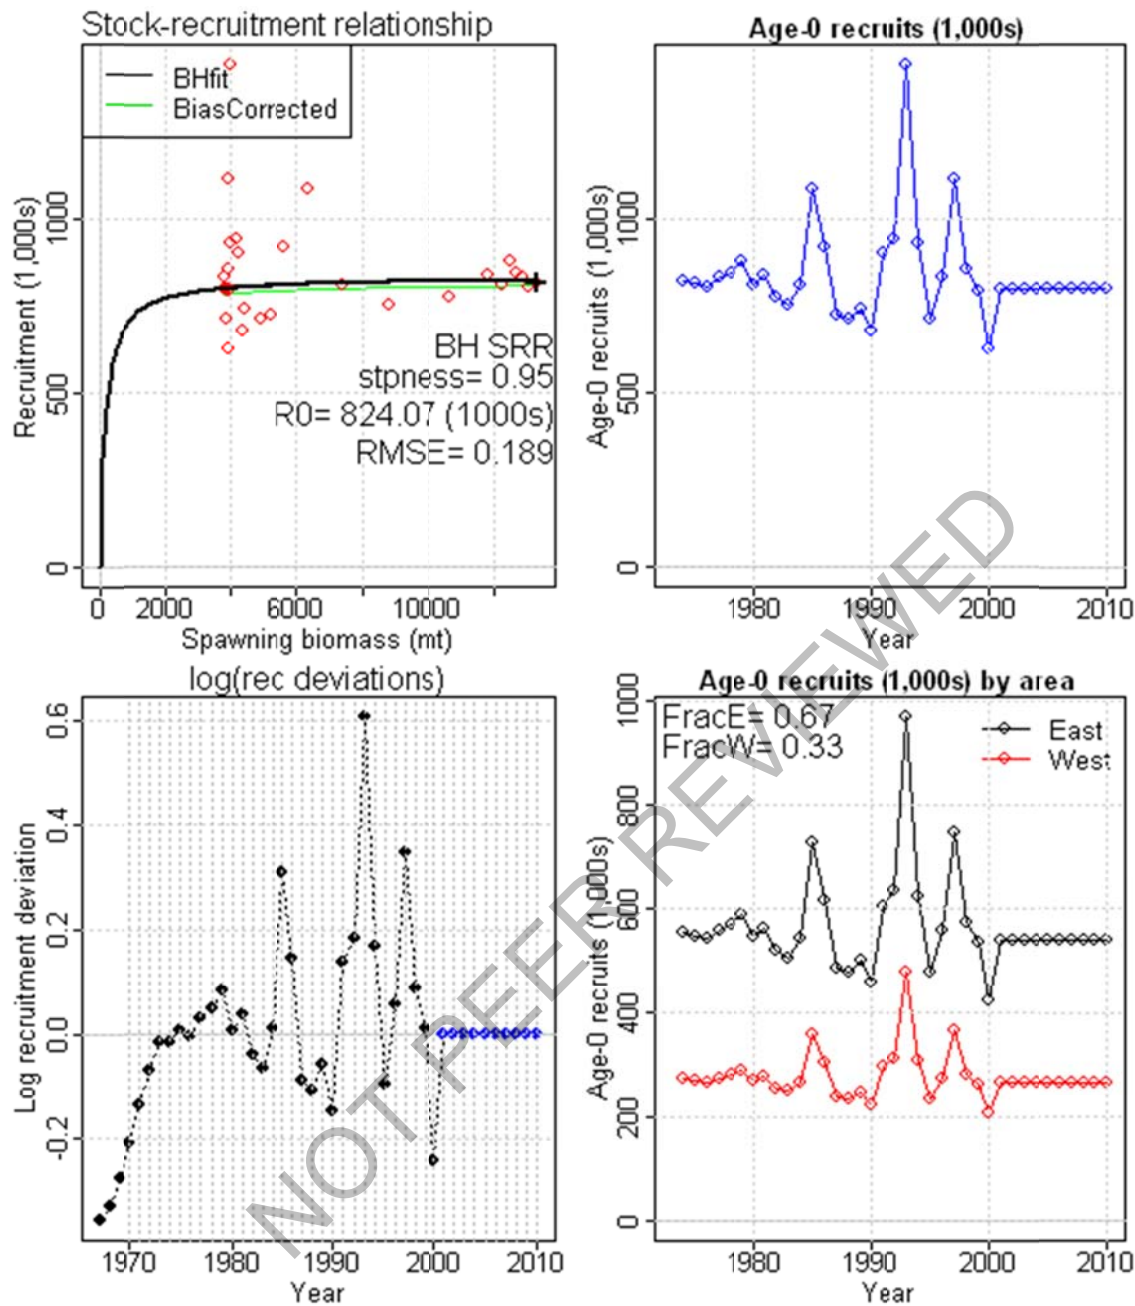 Stock-recruitment relationship
BHfit
BiasCorrected
Recruitment (1,000s)
1000
500
0
BH SRR
stpness= 0.95
R0= 824.07 (1000s)
RMSE= 0.189
0 2000 6000 10000
Spawning biomass (mt)
Age-0 recruits (1,000s)
Age-0 recruits (1,000s)
1000
500
0
1980 1990 2000 2010
Year
log(rec deviations)
Log recruitment deviation
0.6
0.4
0.2
0.0
-0.2
1970 1980 1990 2000 2010
Year
Age-0 recruits (1,000s) by area
FracE= 0.67
FracW= 0.33
East
West
Age-0 recruits (1,000s)
1000
800
600
400
200
0
1980 1990 2000 2010
Year
NOT PEER REVIEWED